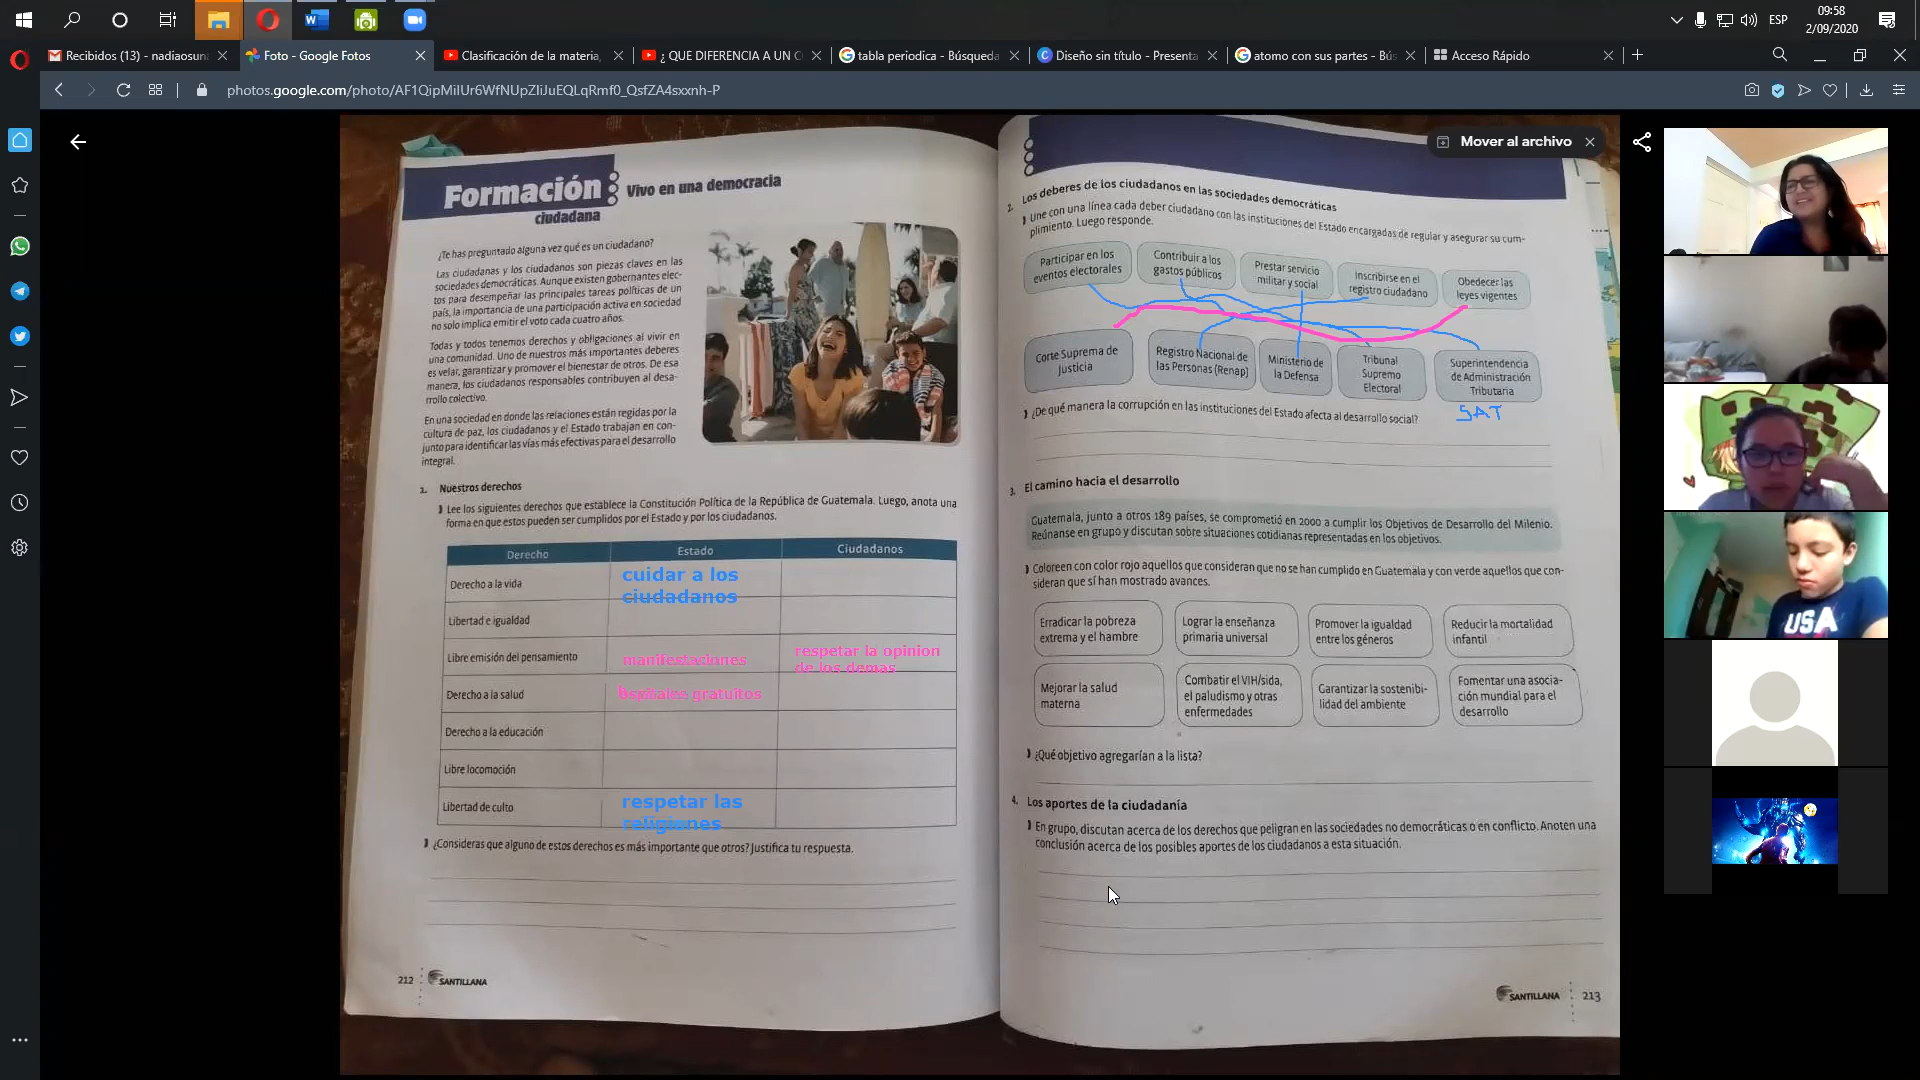 09:58
ESP
2/09/2020
Recibidos (13) - nadiaosun
Foto - Google Fotos
Clasificación de la materia,
¿ QUE DIFERENCIA A UN C
tabla periodica - Búsqueda
Diseño sin título - Presenta
atomo con sus partes - Bús
Acceso Rápido
photos.google.com/photo/AF1QipMilUr6WfNUpZIiJuEQLqRmf0_QsfZA4sxxnh-P
Mover al archivo
Formación
ciudadana
Vivo en una democracia
¿Te has preguntado alguna vez qué es un ciudadano?
Las ciudadanas y los ciudadanos son piezas claves en las
sociedades democráticas. Aunque existen gobernantes elec-
tos para desempeñar las principales tareas políticas de un
país, la importancia de una participación activa en sociedad
no solo implica emitir el voto cada cuatro años.
Todas y todos tenemos derechos y obligaciones al vivir en
una comunidad. Uno de nuestros más importantes deberes
es velar, garantizar y promover el bienestar de otros. De esa
manera, los ciudadanos responsables contribuyen al desa-
rrollo colectivo.
En una sociedad en donde las relaciones están regidas por la
cultura de paz, los ciudadanos y el Estado trabajan en con-
junto para identificar las vías más efectivas para el desarrollo
integral.
1. Nuestros derechos
Lee los siguientes derechos que establece la Constitución Política de la República de Guatemala. Luego, anota una
forma en que estos pueden ser cumplidos por el Estado y por los ciudadanos.
Derecho Estado Ciudadanos
Derecho a la vida
cuidar a los
ciudadanos
Libertad e igualdad
Libre emisión del pensamiento
manifestaciones
respetar la opinion
de los demas
Derecho a la salud
hspitales gratuitos
Derecho a la educación
Libre locomoción
Libertad de culto
respetar las
religiones
¿Consideras que alguno de estos derechos es más importante que otros? Justifica tu respuesta.
212
SANTILLANA
2. Los deberes de los ciudadanos en las sociedades democráticas
Une con una línea cada deber ciudadano con las instituciones del Estado encargadas de regular y asegurar su cum-
plimiento. Luego responde.
Participar en los
eventos electorales
Contribuir a los
gastos públicos
Prestar servicio
militar y social
Inscribirse en el
registro ciudadano
Obedecer las
leyes vigentes
Corte Suprema de
Justicia
Registro Nacional de
las Personas (Renap)
Ministerio de
la Defensa
Tribunal
Supremo
Electoral
Superintendencia
de Administración
Tributaria
SAT
¿De qué manera la corrupción en las instituciones del Estado afecta al desarrollo social?
3. El camino hacia el desarrollo
Guatemala, junto a otros 189 países, se comprometió en 2000 a cumplir los Objetivos de Desarrollo del Milenio.
Reúnanse en grupo y discutan sobre situaciones cotidianas representadas en los objetivos.
Coloreen con color rojo aquellos que consideran que no se han cumplido en Guatemala y con verde aquellos que con-
sideran que sí han mostrado avances.
Erradicar la pobreza
extrema y el hambre
Lograr la enseñanza
primaria universal
Promover la igualdad
entre los géneros
Reducir la mortalidad
infantil
Mejorar la salud
materna
Combatir el VIH/sida,
el paludismo y otras
enfermedades
Garantizar la sostenibi-
lidad del ambiente
Fomentar una asocia-
ción mundial para el
desarrollo
¿Qué objetivo agregarían a la lista?
4. Los aportes de la ciudadanía
En grupo, discutan acerca de los derechos que peligran en las sociedades no democráticas o en conflicto. Anoten una
conclusión acerca de los posibles aportes de los ciudadanos a esta situación.
SANTILLANA
213
USA